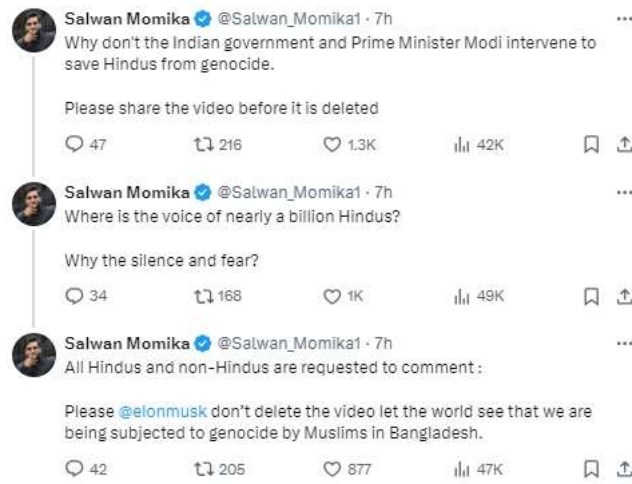 Salwan Momika @Salwan_Momika1 · 7h
Why don't the Indian government and Prime Minister Modi intervene to
save Hindus from genocide.
Please share the video before it is deleted
47 216 1.3K 42K
Salwan Momika @Salwan_Momika1 · 7h
Where is the voice of nearly a billion Hindus?
Why the silence and fear?
34 168 1K 49K
Salwan Momika @Salwan_Momika1 · 7h
All Hindus and non-Hindus are requested to comment :
Please @elonmusk don't delete the video let the world see that we are
being subjected to genocide by Muslims in Bangladesh.
42 205 877 47K